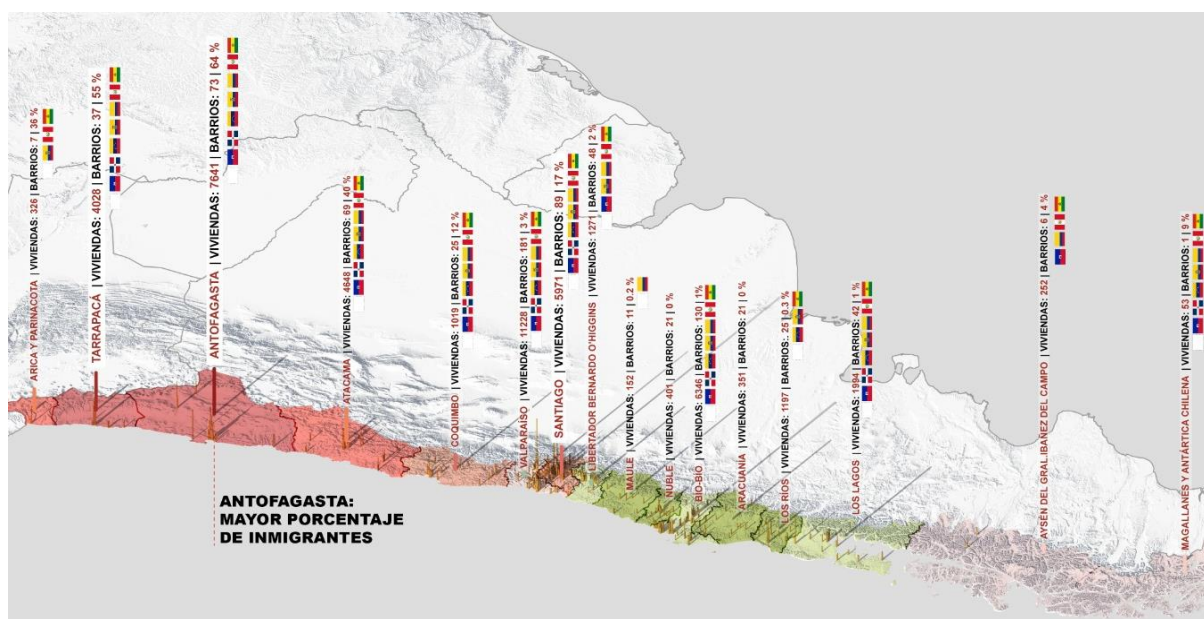 ARICA Y PARINACOTA | VIVIENDAS: 326 | BARRIOS: 7 | 36 %
TARRAPACÁ | VIVIENDAS: 4028 | BARRIOS: 37 | 55 %
ANTOFAGASTA | VIVIENDAS: 7641 | BARRIOS: 73 | 64 %
ATACAMA | VIVIENDAS: 4648 | BARRIOS: 69 | 40 %
COQUIMBO | VIVIENDAS: 1019 | BARRIOS: 25 | 12 %
VALPARAÍSO | VIVIENDAS: 11228 | BARRIOS: 181 | 3 %
SANTIAGO | VIVIENDAS: 5971 | BARRIOS: 89 | 17 %
LIBERTADOR BERNARDO O'HIGGINS | VIVIENDAS: 1271 | BARRIOS: 48 | 2 %
MAULE | VIVIENDAS: 152 | BARRIOS: 11 | 0.2 %
ÑUBLE | VIVIENDAS: 401 | BARRIOS: 21 | 0 %
BIO-BÍO | VIVIENDAS: 6346 | BARRIOS: 130 | 1%
ARACUANÍA | VIVIENDAS: 351 | BARRIOS: 21 | 0 %
LOS RÍOS | VIVIENDAS: 1197 | BARRIOS: 25 | 0.3 %
LOS LAGOS | VIVIENDAS: 1994 | BARRIOS: 42 | 1 %
AYSÉN DEL GRAL.IBAÑEZ DEL CAMPO | VIVIENDAS: 252 | BARRIOS: 6 | 4 %
MAGALLANES Y ANTÁRTICA CHILENA | VIVIENDAS: 53 | BARRIOS: 1 | 9 %
ANTOFAGASTA:
MAYOR PORCENTAJE
DE INMIGRANTES